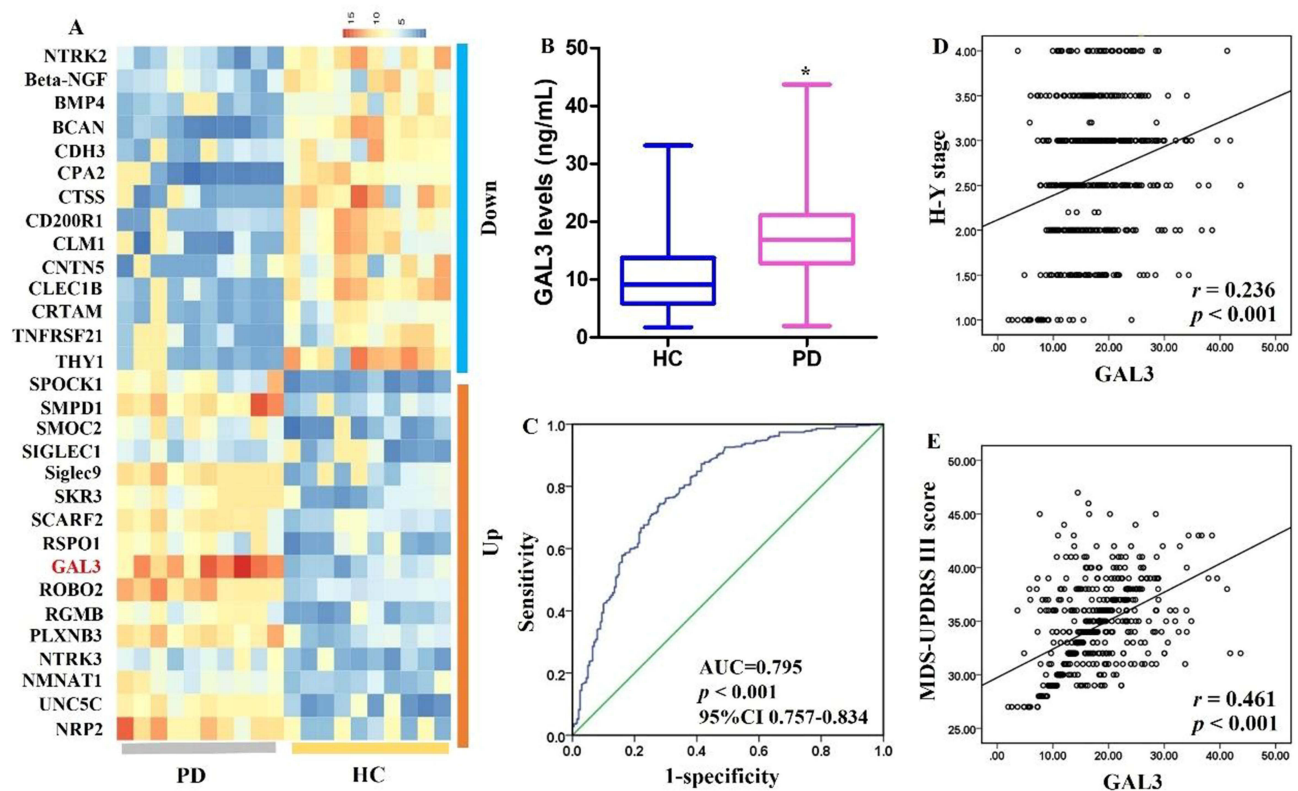 A
15 10 5
NTRK2
Beta-NGF
BMP4
BCAN
CDH3
CPA2
CTSS
CD200R1
CLM1
CNTN5
CLEC1B
CRTAM
TNFRSF21
THY1
SPOCK1
SMPD1
SMOC2
SIGLEC1
Siglec9
SKR3
SCARF2
RSPO1
GAL3
ROBO2
RGMB
PLXNB3
NTRK3
NMNAT1
UNC5C
NRP2
Down
Up
PD HC
B
GAL3 levels (ng/mL)
50
40
30
20
10
0
*
HC PD
C
Sensitivity
1.0
0.8
0.6
0.4
0.2
0.0
AUC=0.795
p < 0.001
95%CI 0.757-0.834
0.0 0.2 0.4 0.6 0.8 1.0
1-specificity
D
H-Y stage
4.00
3.50
3.00
2.50
2.00
1.50
1.00
r = 0.236
p < 0.001
.00 10.00 20.00 30.00 40.00 50.00
GAL3
E
MDS-UPDRS III score
50.00
45.00
40.00
35.00
30.00
25.00
r = 0.461
p < 0.001
.00 10.00 20.00 30.00 40.00 50.00
GAL3